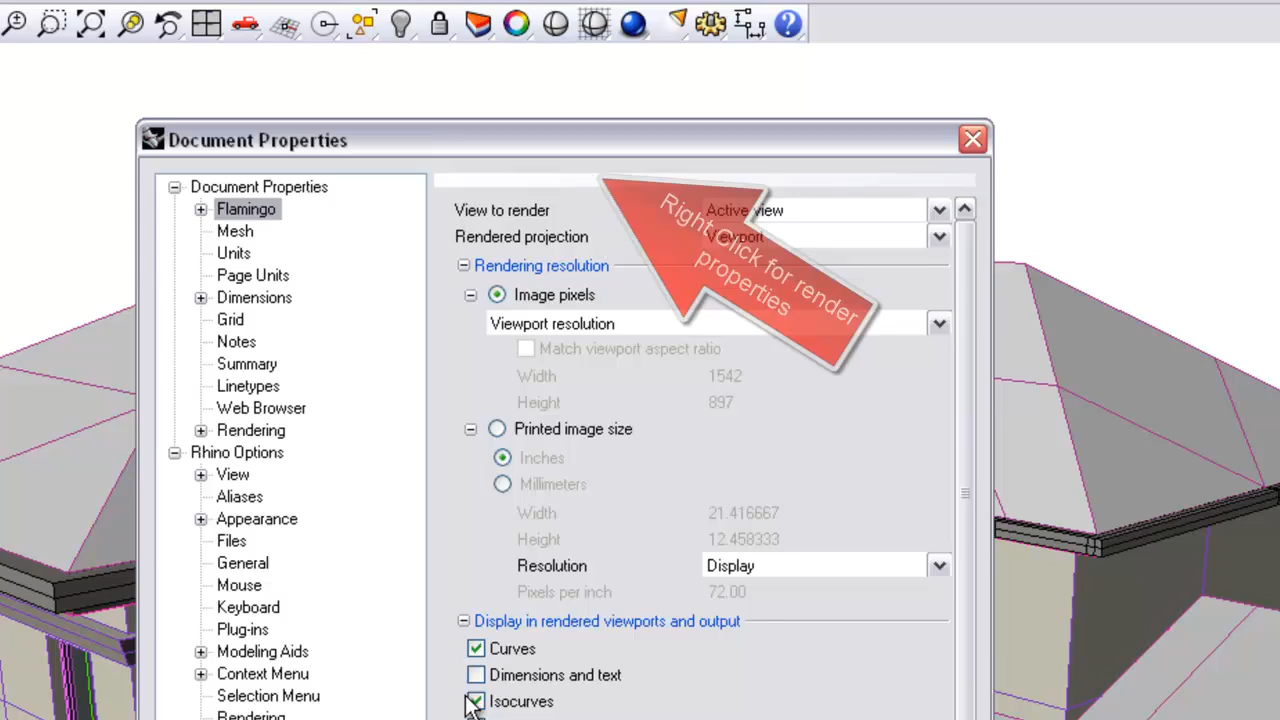 Document Properties
Document Properties
Flamingo
Mesh
Units
Page Units
Dimensions
Grid
Notes
Summary
Linetypes
Web Browser
Rendering
Rhino Options
View
Aliases
Appearance
Files
General
Mouse
Keyboard
Plug-ins
Modeling Aids
Context Menu
Selection Menu
Rendering
View to render
Active view
Rendered projection
Viewport
Rendering resolution
Image pixels
Viewport resolution
Match viewport aspect ratio
Width
1542
Height
897
Printed image size
Inches
Millimeters
Width
21.416667
Height
12.458333
Resolution
Display
Pixels per inch
72.00
Display in rendered viewports and output
Curves
Dimensions and text
Isocurves
Right Click for render
properties